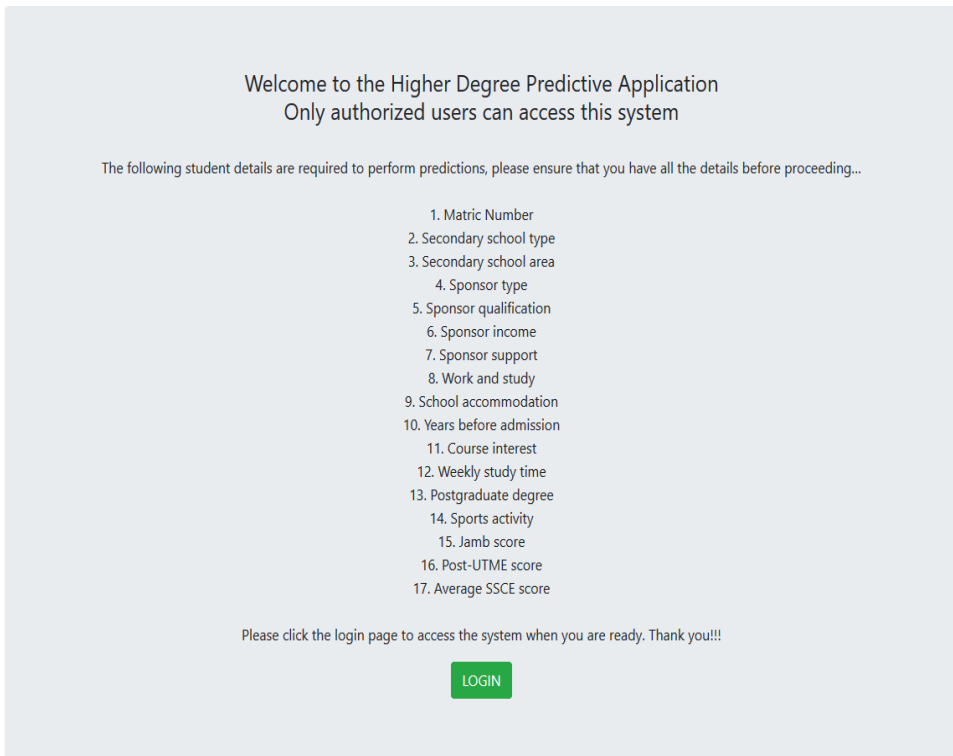 Welcome to the Higher Degree Predictive Application
Only authorized users can access this system
The following student details are required to perform predictions, please ensure that you have all the details before proceeding...
1. Matric Number
2. Secondary school type
3. Secondary school area
4. Sponsor type
5. Sponsor qualification
6. Sponsor income
7. Sponsor support
8. Work and study
9. School accommodation
10. Years before admission
11. Course interest
12. Weekly study time
13. Postgraduate degree
14. Sports activity
15. Jamb score
16. Post-UTME score
17. Average SSCE score
Please click the login page to access the system when you are ready. Thank you!!!
LOGIN